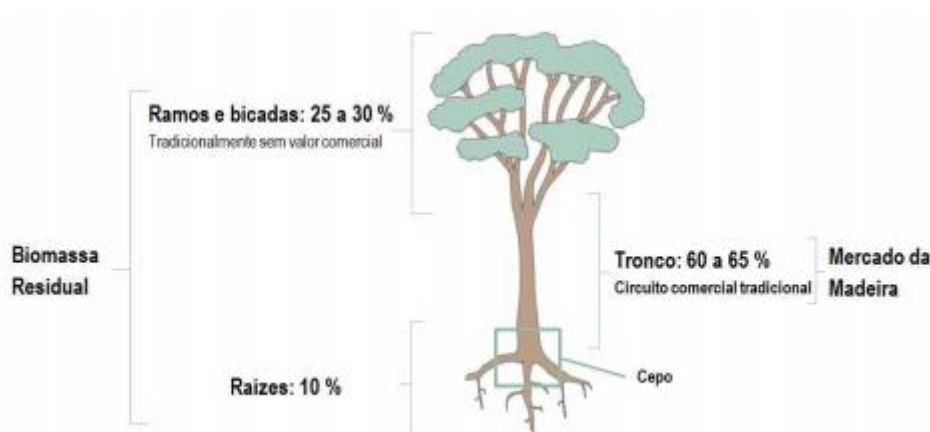 Ramos e bicadas: 25 a 30 %
Tradicionalmente sem valor comercial
Biomassa
Residual
Tronco: 60 a 65 %
Circuito comercial tradicional
Mercado da
Madeira
Raizes: 10 %
Cepo